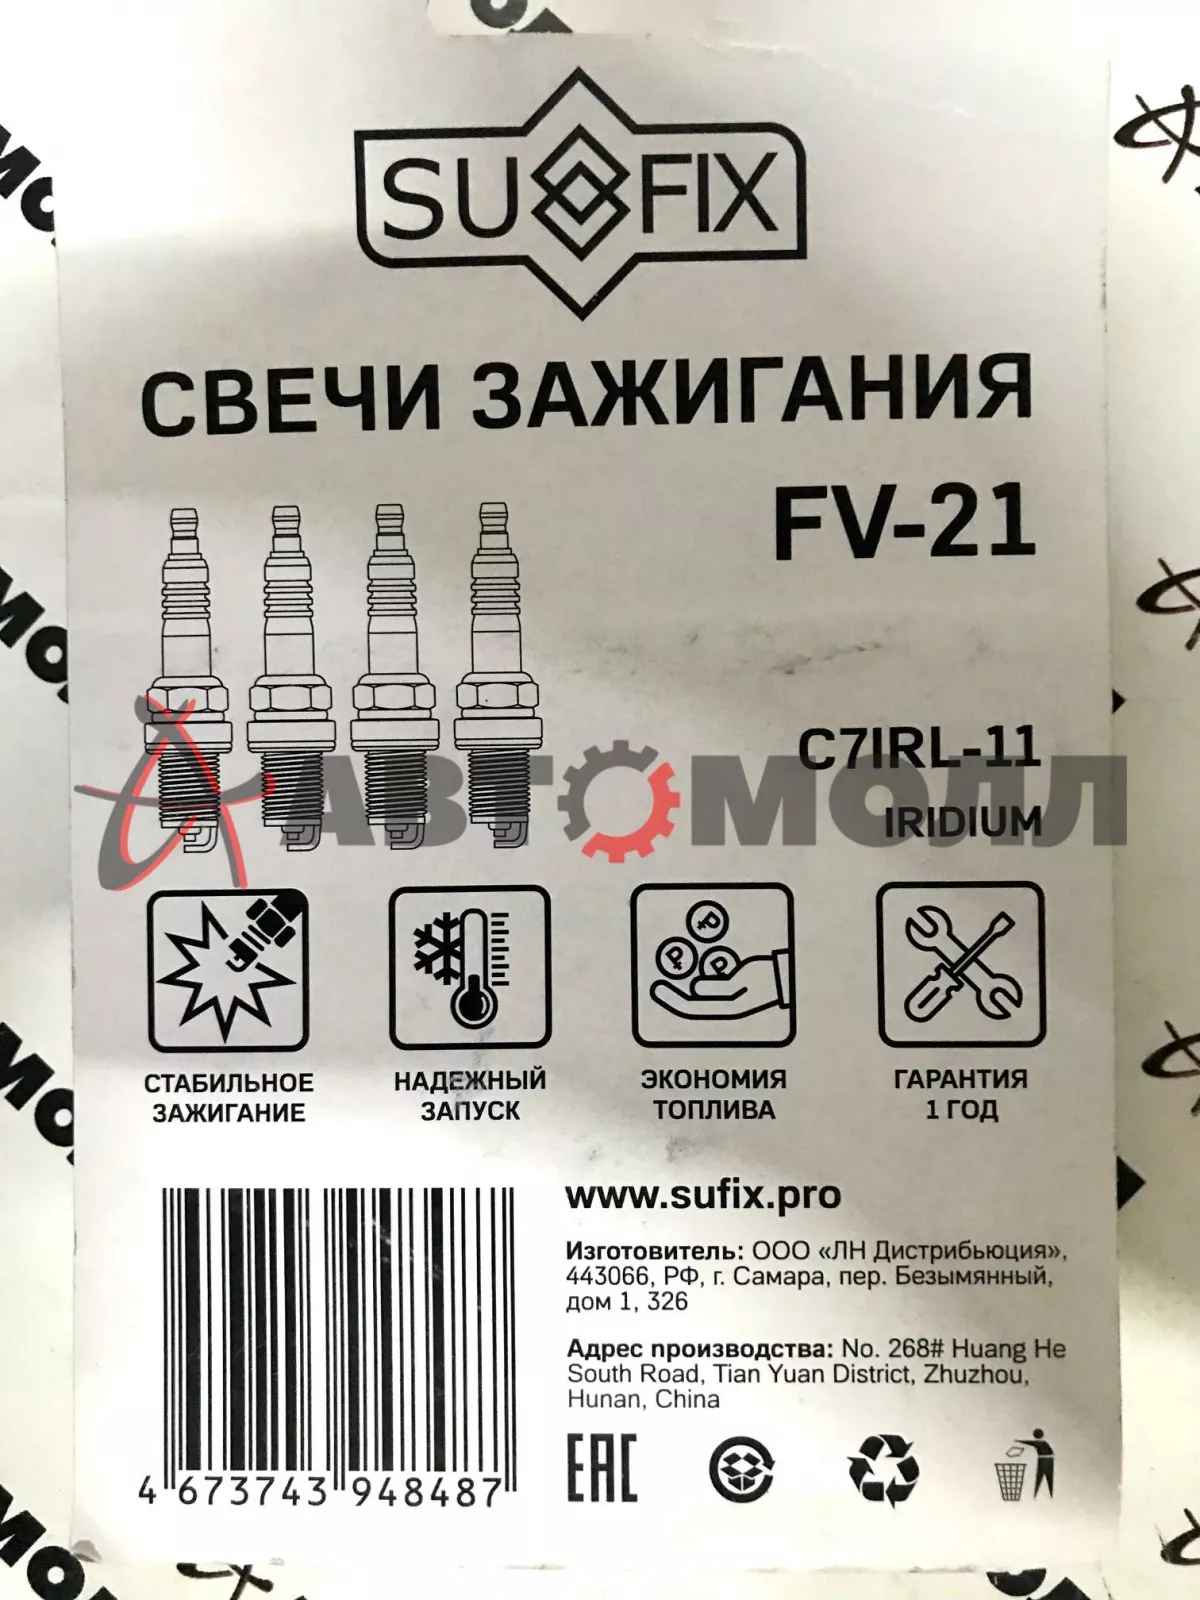 SUFIX
СВЕЧИ ЗАЖИГАНИЯ
FV-21
C7IRL-11
IRIDIUM
АВТОМОЛЛ
СТАБИЛЬНОЕ
ЗАЖИГАНИЕ
НАДЕЖНЫЙ
ЗАПУСК
ЭКОНОМИЯ
ТОПЛИВА
ГАРАНТИЯ
1 ГОД
www.sufix.pro
Изготовитель: ООО «ЛН Дистрибьюция»,
443066, РФ, г. Самара, пер. Безымянный,
дом 1, 326
Адрес производства: No. 268# Huang He
South Road, Tian Yuan District, Zhuzhou,
Hunan, China
4 673743 948487
EAC